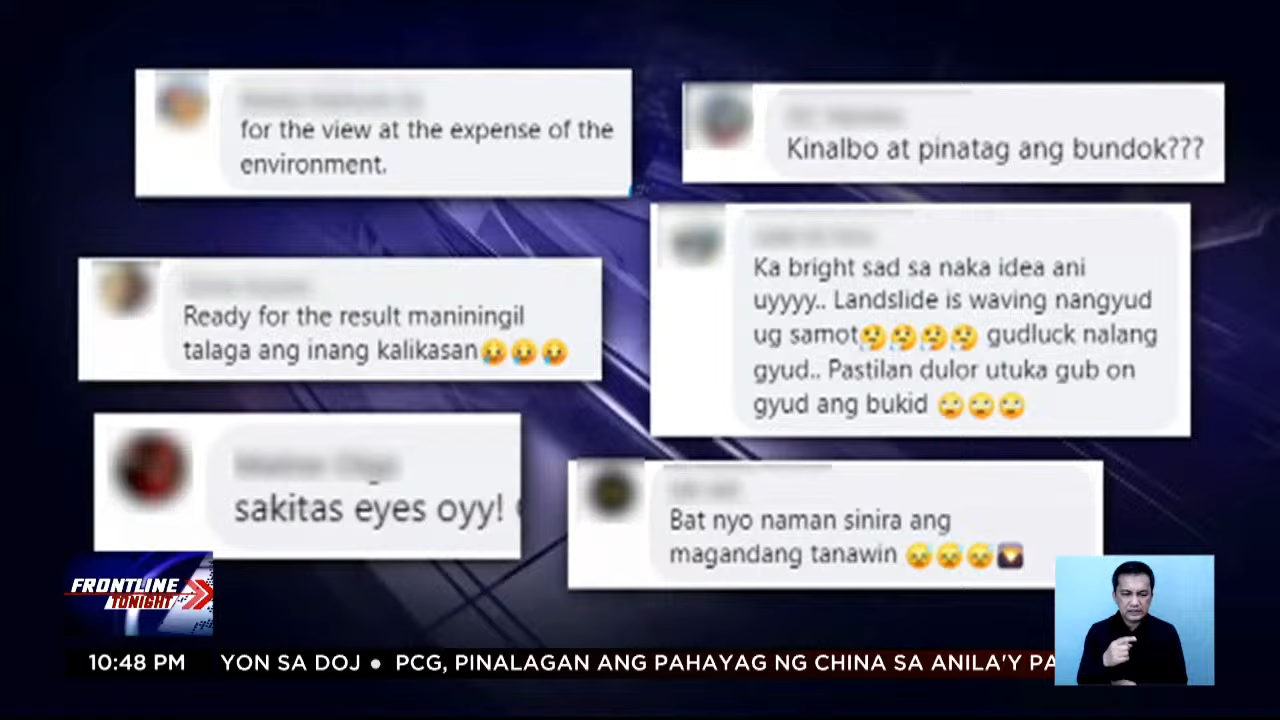 for the view at the expense of the
environment.
Kinalbo at pinatag ang bundok???
Ready for the result maniningil
talaga ang inang kalikasan😥😥😥
Ka bright sad sa naka idea ani
uyyyy.. Landslide is waving nangyud
ug samot🤔🤔🤔🤔 gudluck nalang
gyud.. Pastilan dulor utuka gub on
gyud ang bukid 🙄🙄🙄
sakitas eyes oyy!
Bat nyo naman sinira ang
magandang tanawin 😓😓😓🌄
FRONTLINE
TONIGHT
10:48 PM YON SA DOJ ● PCG, PINALAGAN ANG PAHAYAG NG CHINA SA ANILA'Y PA